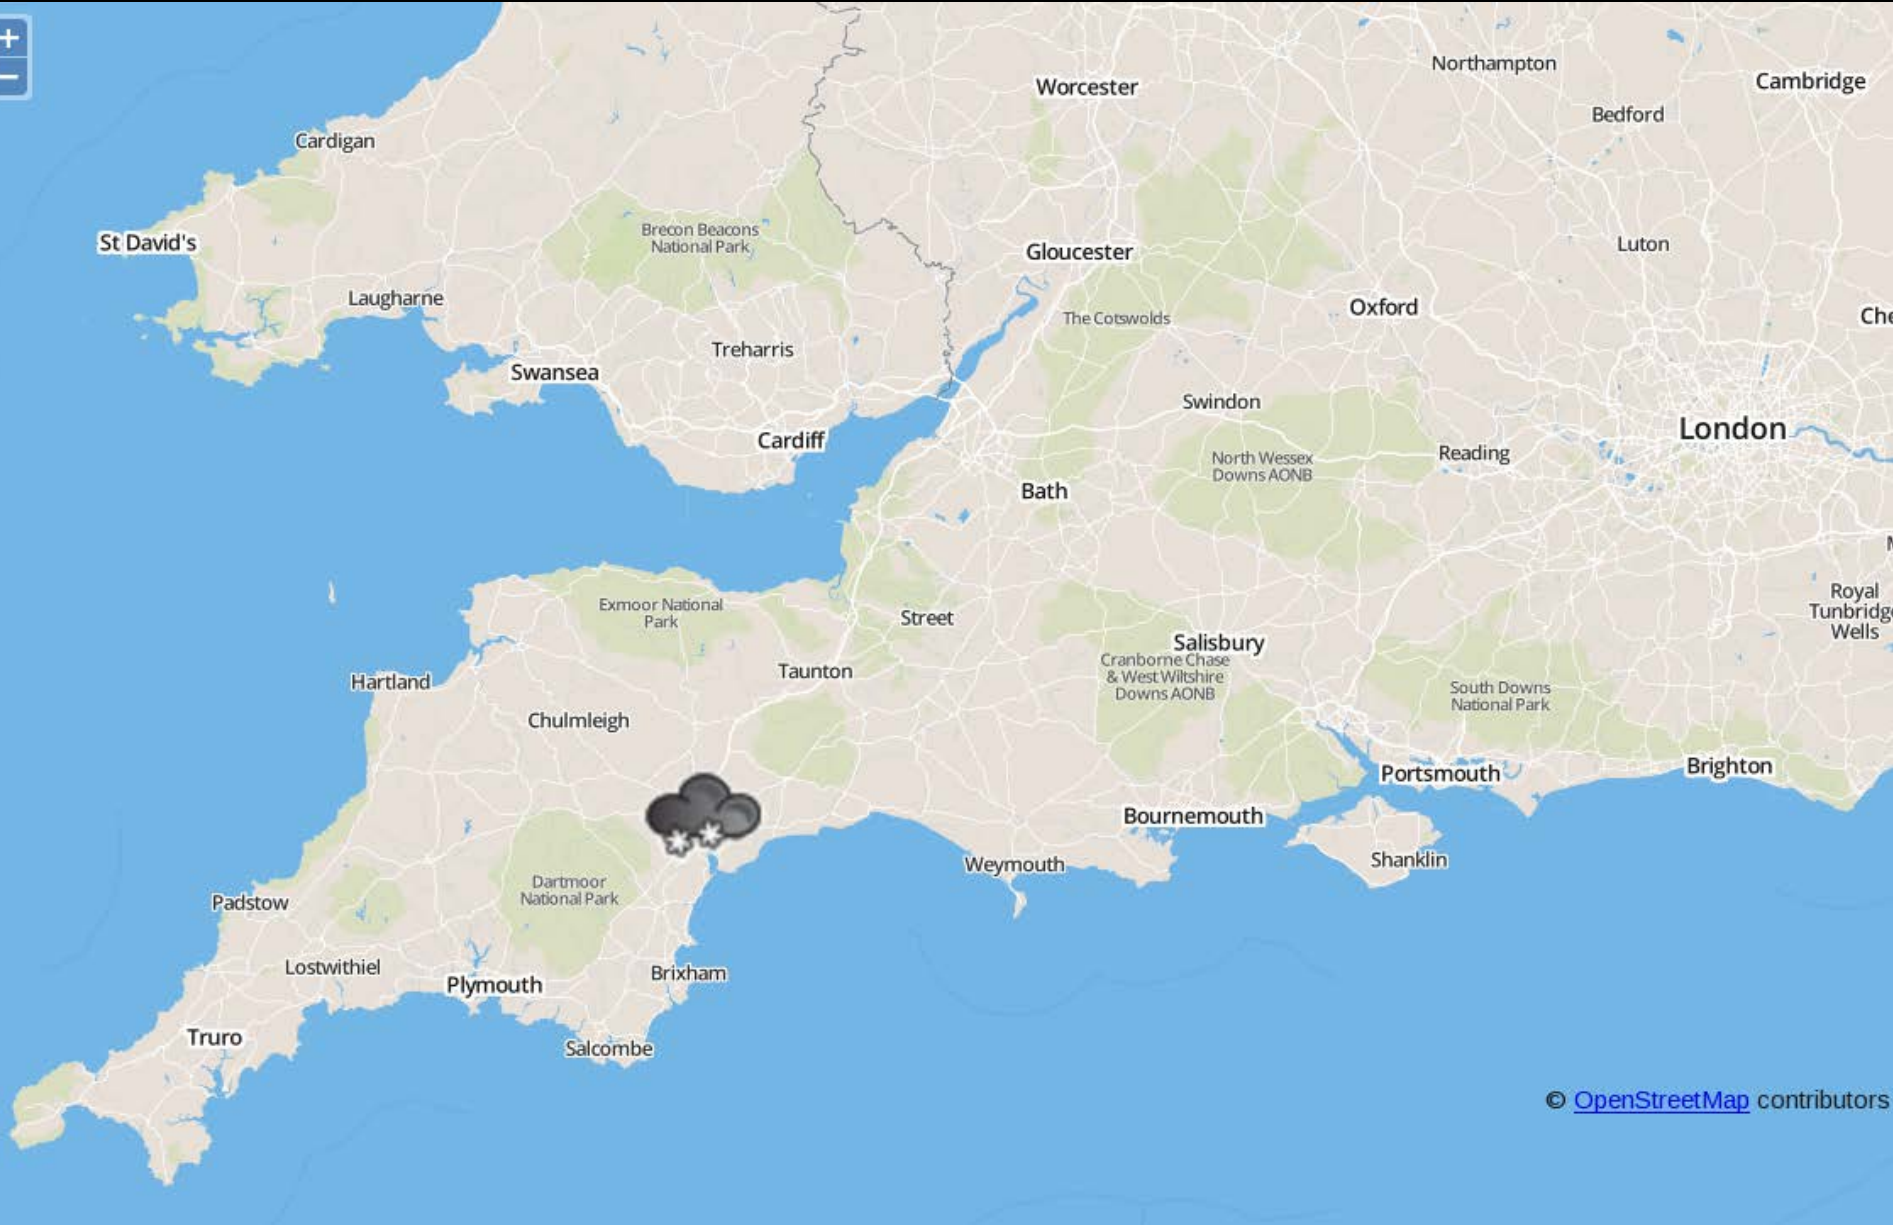 +
−
Northampton
Worcester
Cambridge
Bedford
Cardigan
Brecon Beacons
National Park
St David's
Luton
Gloucester
Laugharne
Oxford
The Cotswolds
Che
Treharris
Swansea
Swindon
London
Cardiff
Reading
North Wessex
Downs AONB
Bath
Exmoor National
Park
Royal
Tunbridge
Wells
Street
Salisbury
Cranborne Chase
& West Wiltshire
Downs AONB
Taunton
Hartland
South Downs
National Park
Chulmleigh
Portsmouth
Brighton
Bournemouth
Weymouth
Shanklin
Dartmoor
National Park
Padstow
Lostwithiel
Brixham
Plymouth
Truro
Salcombe
© OpenStreetMap contributors